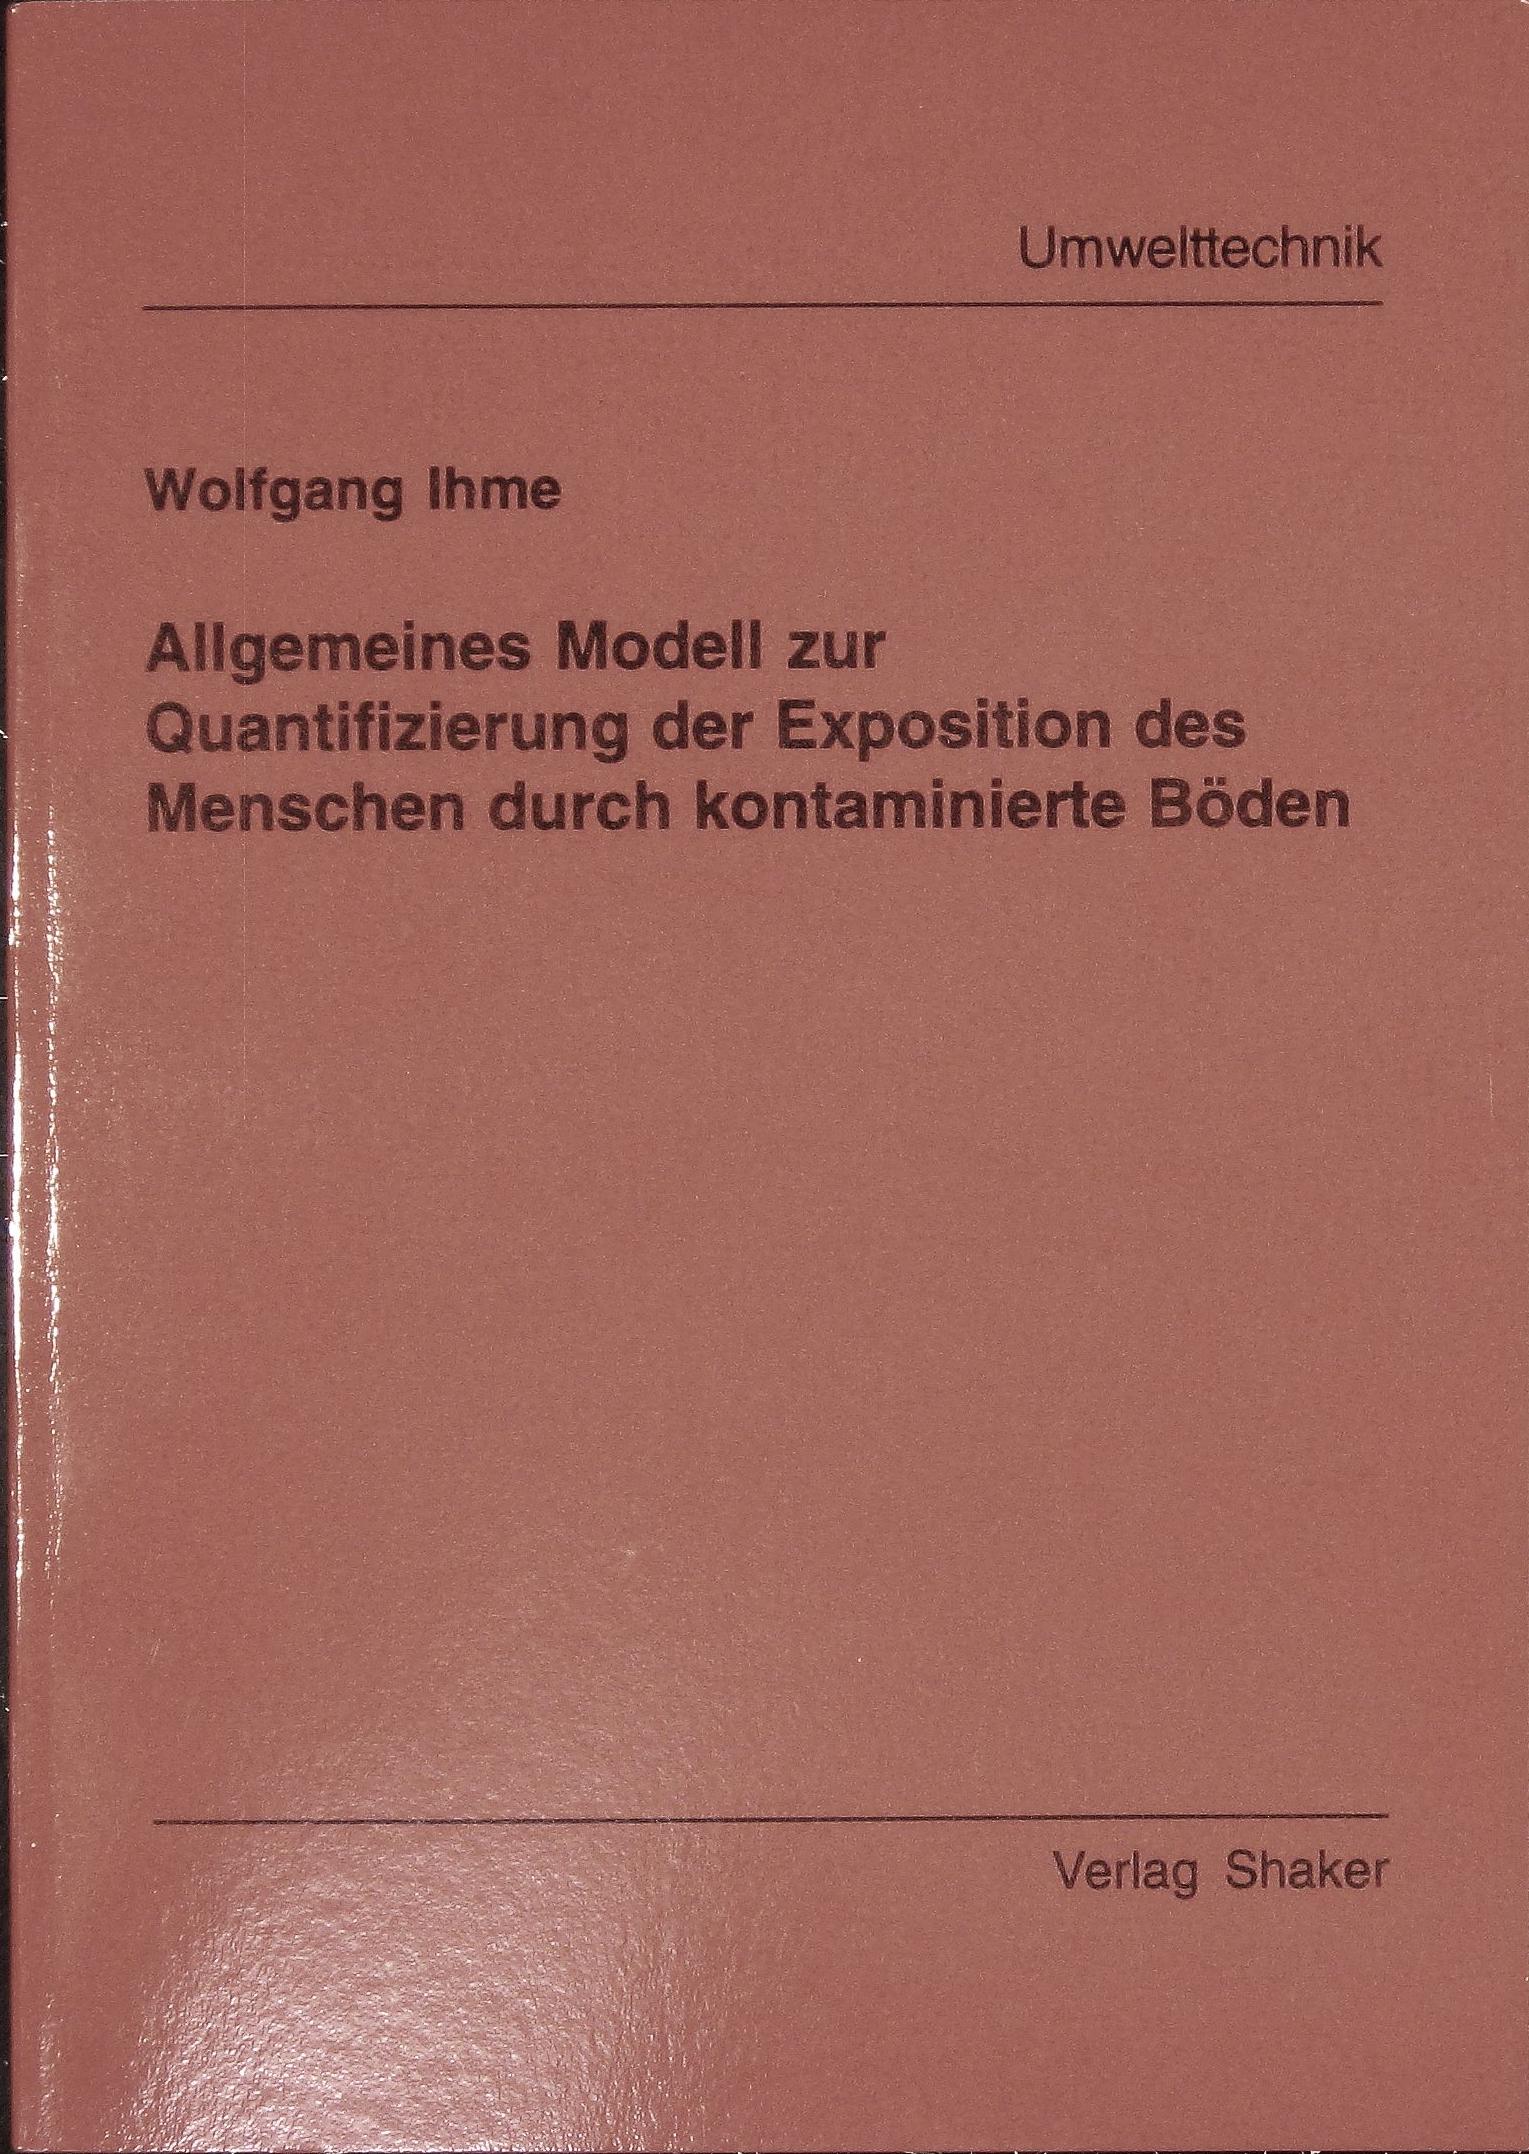 Umwelttechnik
Wolfgang Ihme
Allgemeines Modell zur
Quantifizierung der Exposition des
Menschen durch kontaminierte Böden
Verlag Shaker